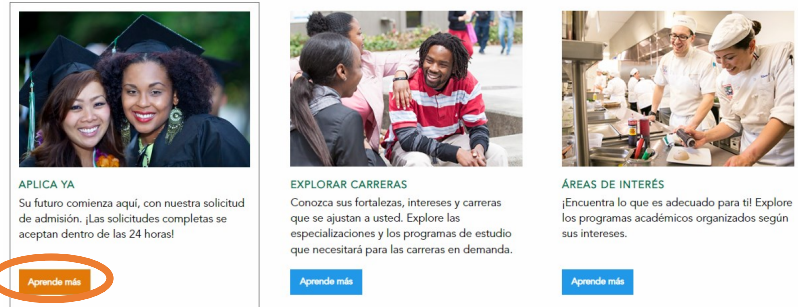 APLICA YA
Su futuro comienza aquí, con nuestra solicitud
de admisión. ¡Las solicitudes completas se
aceptan dentro de las 24 horas!
Aprende más
EXPLORAR CARRERAS
Conozca sus fortalezas, intereses y carreras
que se ajustan a usted. Explore las
especializaciones y los programas de estudio
que necesitará para las carreras en demanda.
Aprende más
ÁREAS DE INTERÉS
¡Encuentra lo que es adecuado para ti! Explore
los programas académicos organizados según
sus intereses.
Aprende más